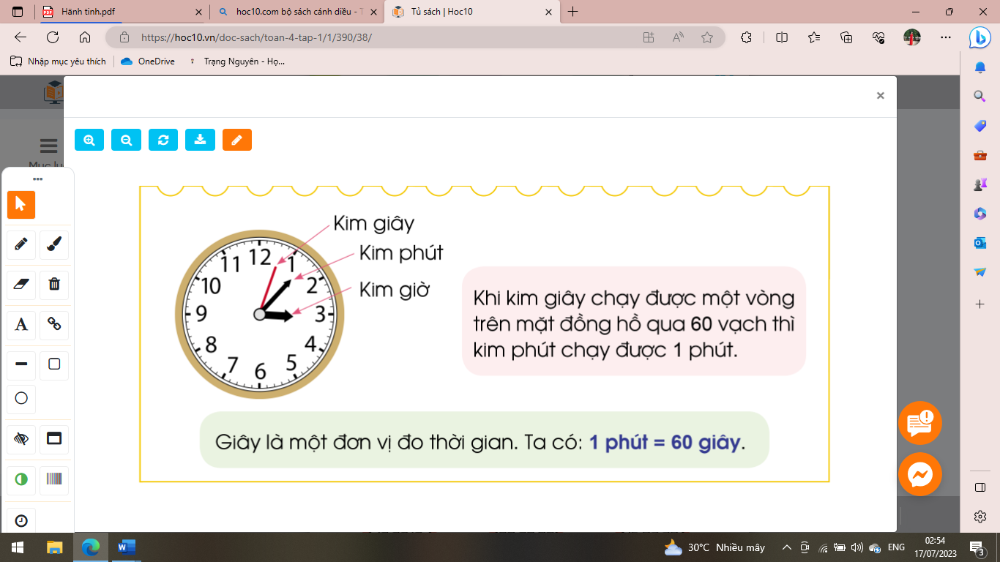 Hành tinh.pdf
hoc10.com bộ sách cánh diều - T
Tủ sách | Hoc10
https://hoc10.vn/doc-sach/toan-4-tap-1/1/390/38/
Nhập mục yêu thích
OneDrive
Trạng Nguyên - Họ...
Kim giây
Kim phút
Kim giờ
12
11
1
10
2
9
3
8
4
7
5
6
Khi kim giây chạy được một vòng
trên mặt đồng hồ qua 60 vạch thì
kim phút chạy được 1 phút.
Giây là một đơn vị đo thời gian. Ta có: 1 phút = 60 giây.
A
30°C Nhiều mây
ENG
02:54
17/07/2023
3